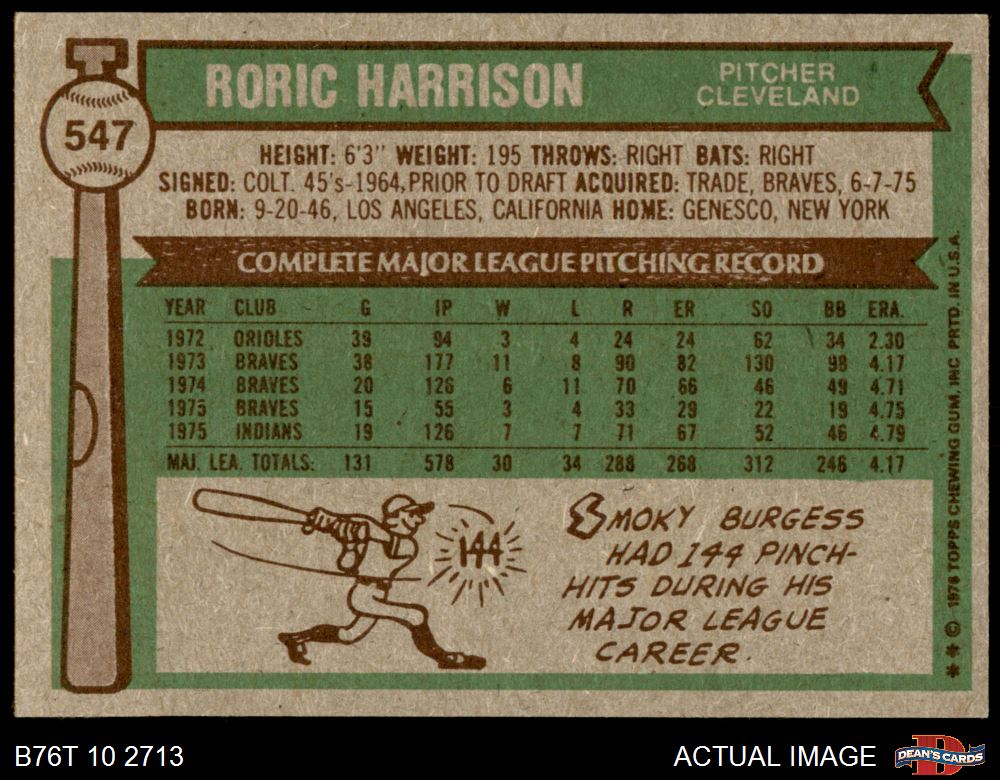 RORIC HARRISON
PITCHER
CLEVELAND
547
HEIGHT: 6'3" WEIGHT: 195 THROWS: RIGHT BATS: RIGHT
SIGNED: COLT. 45's-1964, PRIOR TO DRAFT ACQUIRED: TRADE, BRAVES, 6-7-75
BORN: 9-20-46, LOS ANGELES, CALIFORNIA HOME: GENESCO, NEW YORK
COMPLETE MAJOR LEAGUE PITCHING RECORD
YEAR CLUB G IP W L R ER SO BB ERA.
1972 ORIOLES 39 94 3 4 24 24 62 34 2.30
1973 BRAVES 38 177 11 8 90 82 130 98 4.17
1974 BRAVES 20 126 6 11 70 66 46 49 4.71
1975 BRAVES 15 55 3 4 33 29 22 19 4.75
1975 INDIANS 19 126 7 7 71 67 52 46 4.79
MAJ. LEA. TOTALS: 131 578 30 34 288 268 312 246 4.17
144
SMOKY BURGESS
HAD 144 PINCH-
HITS DURING HIS
MAJOR LEAGUE
CAREER.
** © 1976 TOPPS CHEWING GUM, INC PRTD. IN U.S.A.
B76T 10 2713
ACTUAL IMAGE
D
DEAN'S CARDS